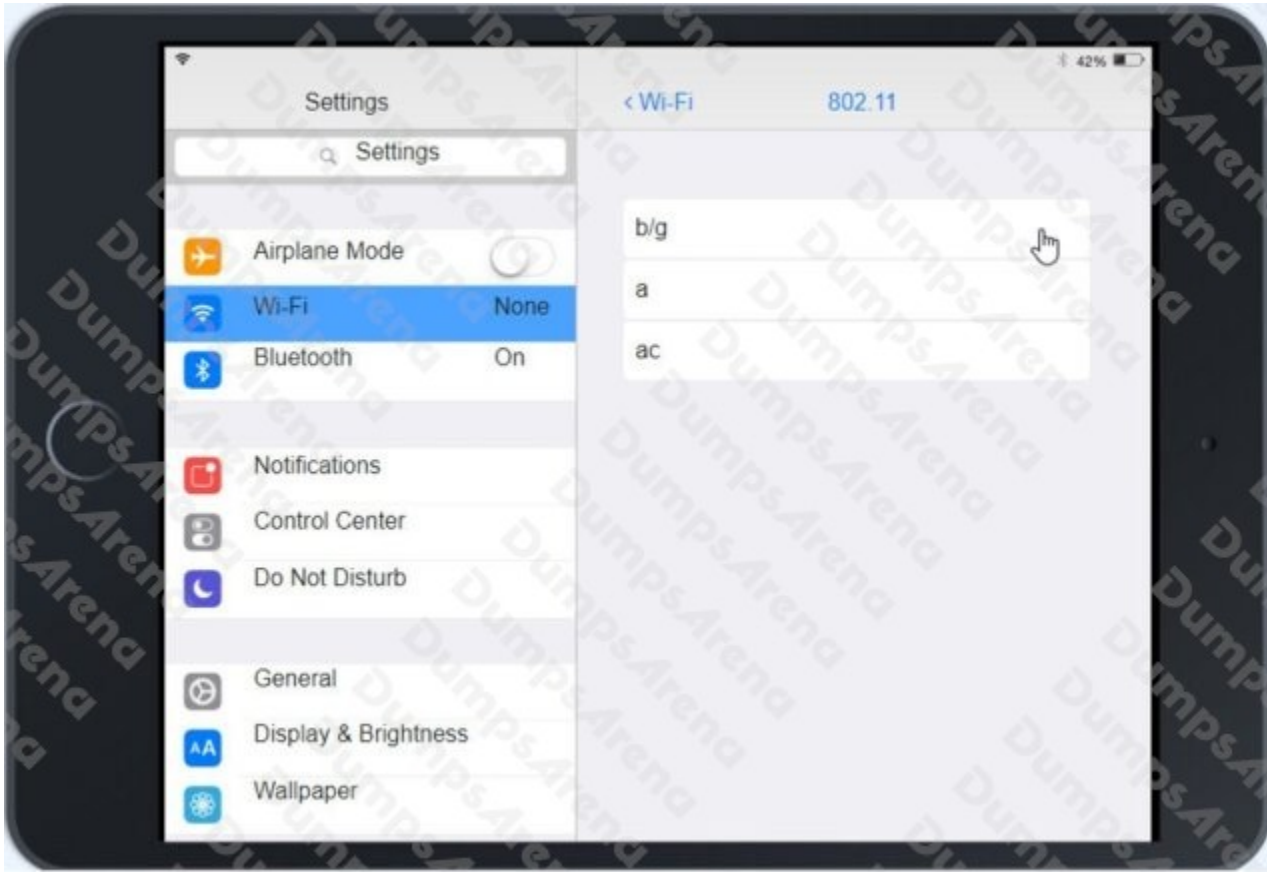 42%
Settings
< Wi-Fi 802.11
Settings
b/g
Airplane Mode
a
Wi-Fi None
ac
Bluetooth On
Notifications
Control Center
Do Not Disturb
General
Display & Brightness
AA
Wallpaper
DumpsArena